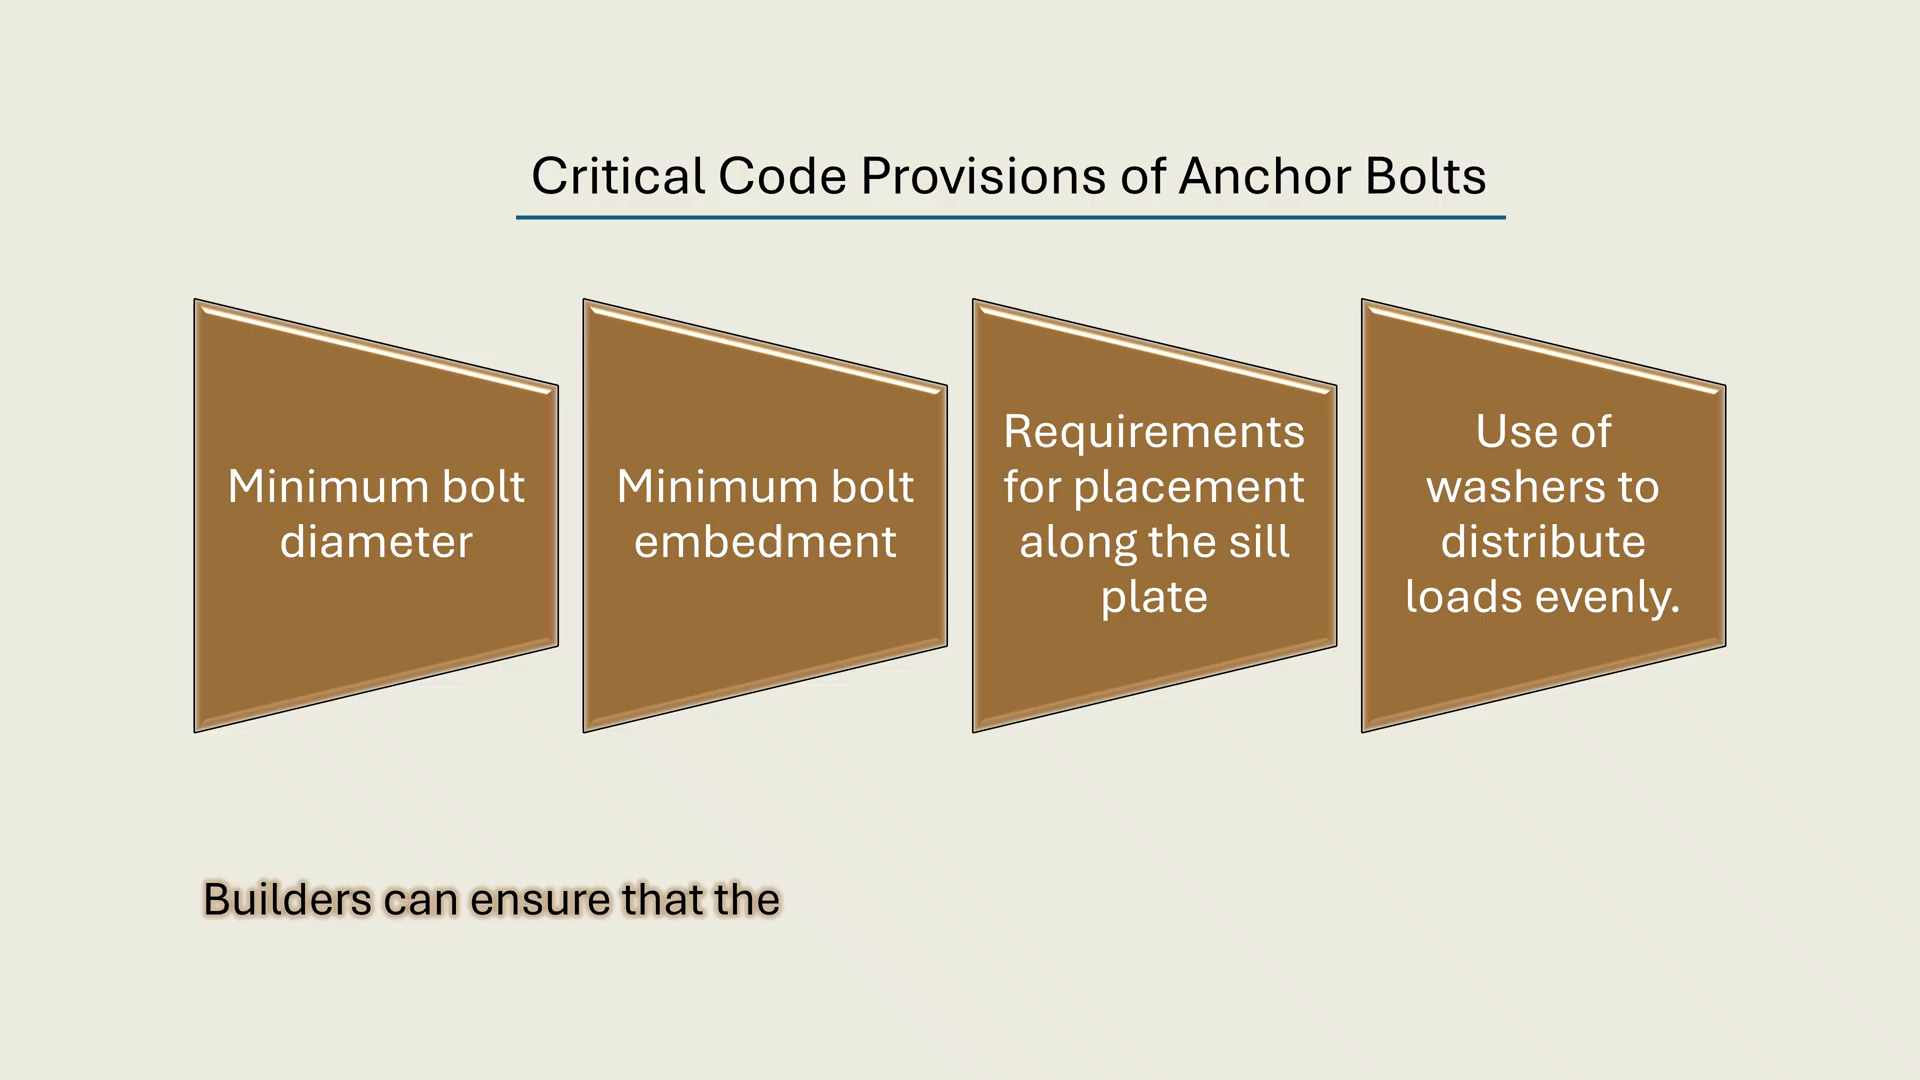 Critical Code Provisions of Anchor Bolts
Minimum bolt
diameter
Minimum bolt
embedment
Requirements
for placement
along the sill
plate
Use of
washers to
distribute
loads evenly.
Builders can ensure that the